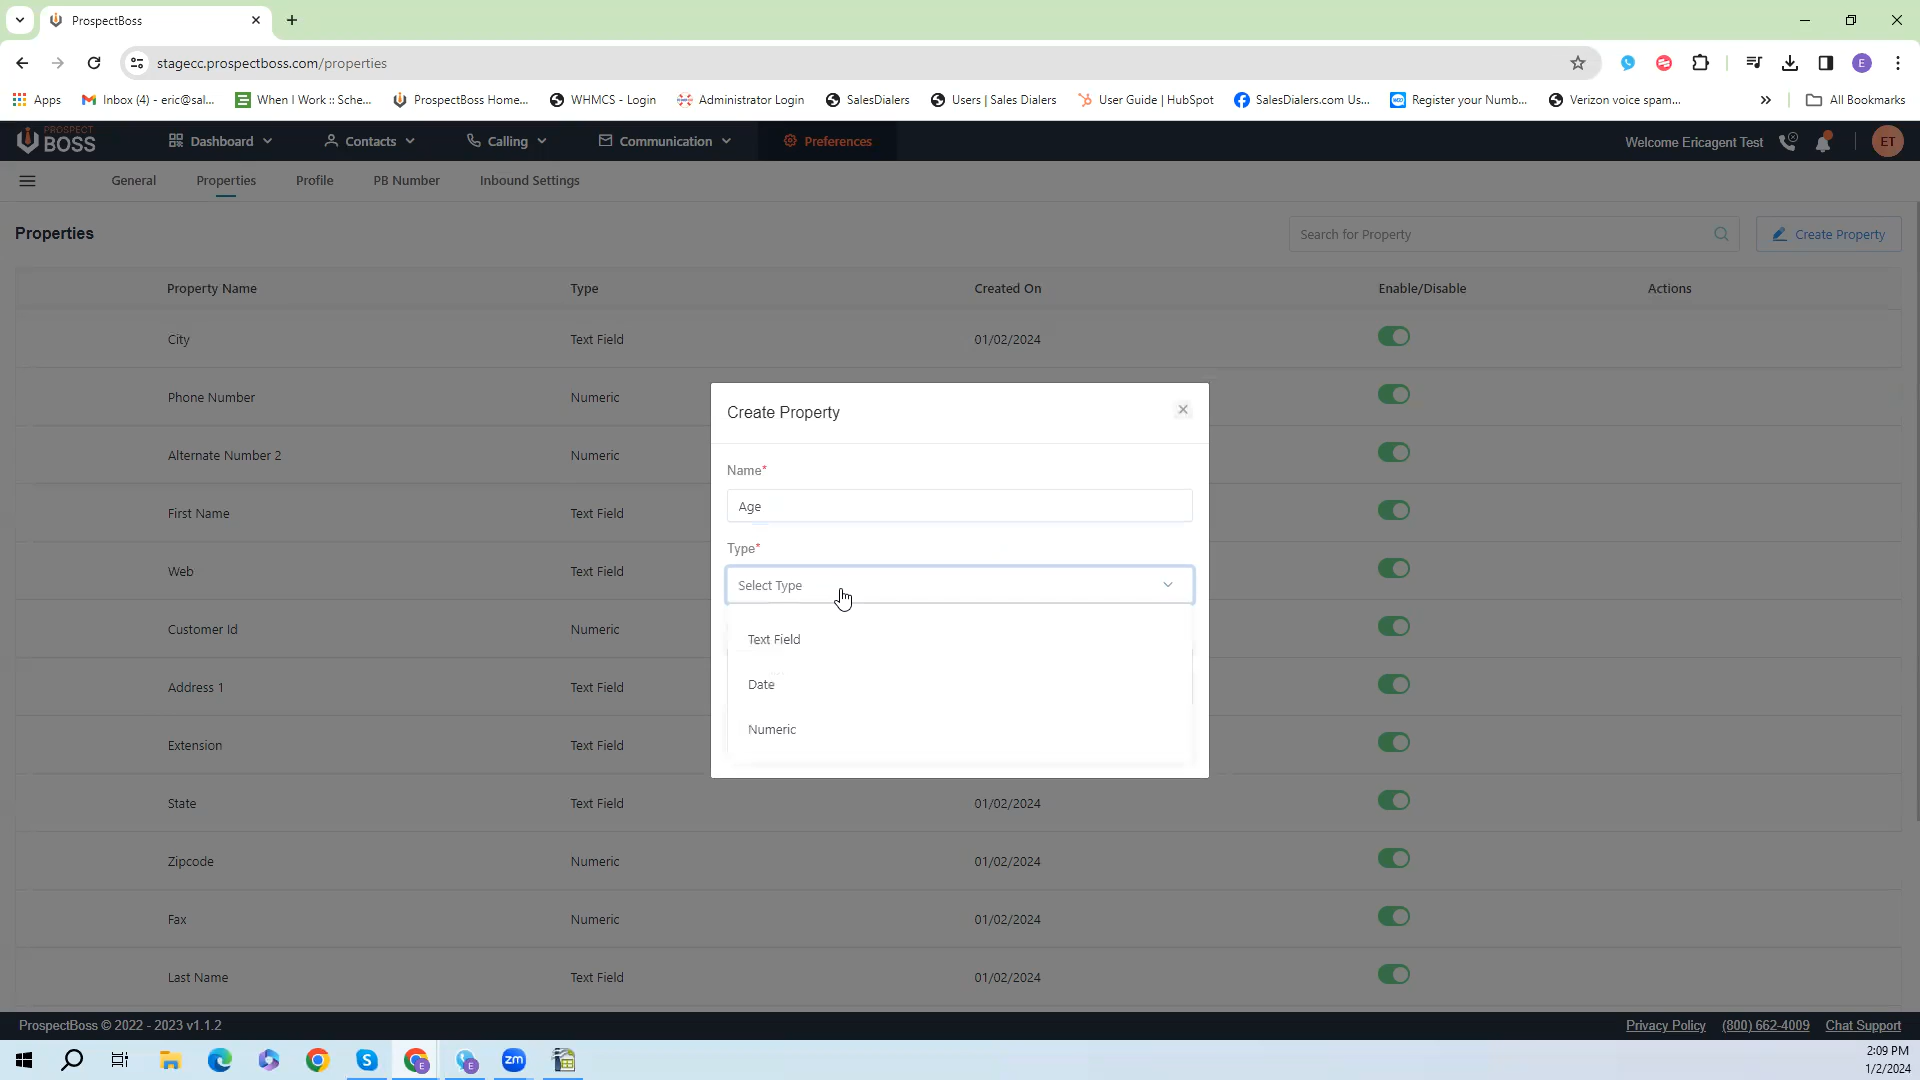 ProspectBoss
stagecc.prospectboss.com/properties
E
Apps
Inbox (4) - eric@sal...
When I Work :: Sche...
ProspectBoss Home...
WHMCS - Login
Administrator Login
SalesDialers
Users | Sales Dialers
User Guide | HubSpot
SalesDialers.com Us...
Register your Numb...
Verizon voice spam...
»
All Bookmarks
PROSPECT
BOSS
Dashboard
Contacts
Calling
Communication
Preferences
Welcome Ericagent Test
ET
General
Properties
Profile
PB Number
Inbound Settings
Properties
Search for Property
Create Property
Property Name Type Created On Enable/Disable Actions
City Text Field 01/02/2024
Phone Number Numeric
Alternate Number 2 Numeric
First Name Text Field
Web Text Field
Customer Id Numeric
Address 1 Text Field
Extension Text Field
State Text Field 01/02/2024
Zipcode Numeric 01/02/2024
Fax Numeric 01/02/2024
Last Name Text Field 01/02/2024
Create Property
Name*
Age
Type*
Select Type
Text Field
Date
Numeric
ProspectBoss © 2022 - 2023 v1.1.2
Privacy Policy
(800) 662-4009
Chat Support
S
E
E
zm
2:09 PM
1/2/2024